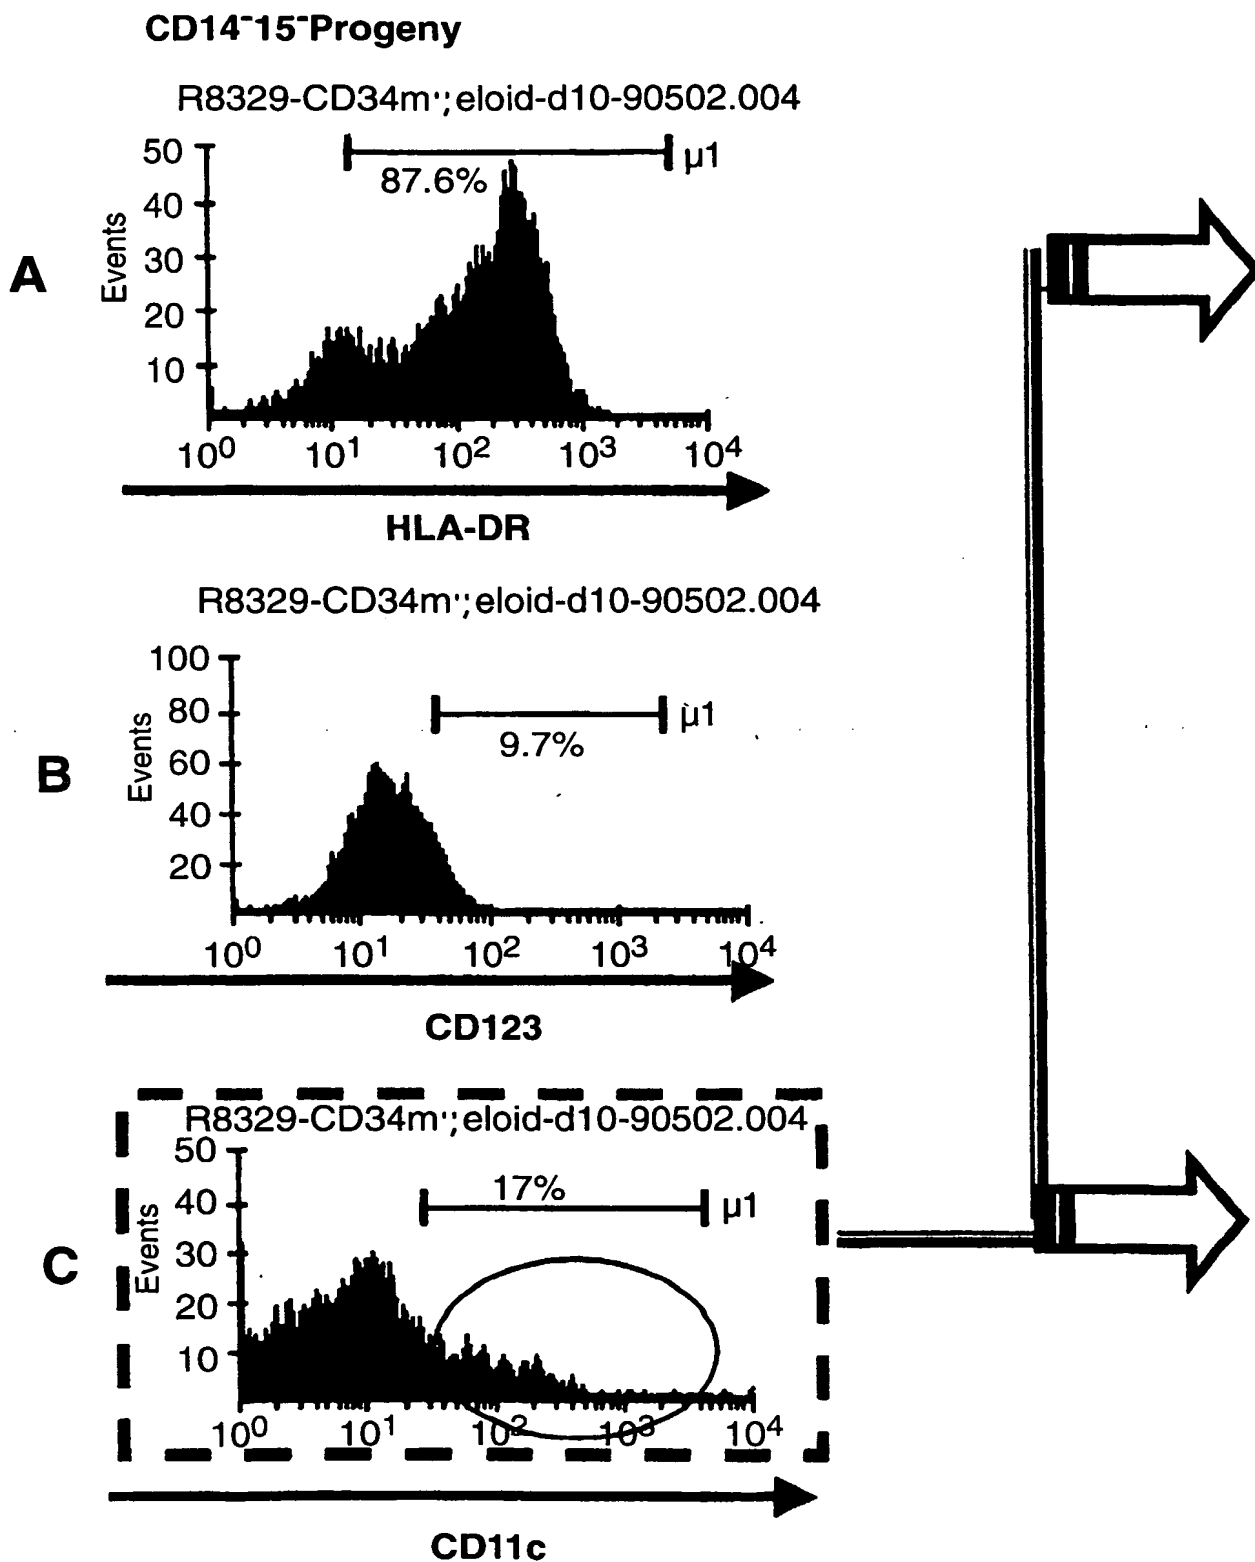 CD14⁻15⁻Progeny
R8329-CD34m'';eloid-d10-90502.004
A
Events
50
40
30
20
10
µ1
87.6%
10⁰ 10¹ 10² 10³ 10⁴
HLA-DR
R8329-CD34m'';eloid-d10-90502.004
B
Events
100
80
60
40
20
µ1
9.7%
10⁰ 10¹ 10² 10³ 10⁴
CD123
R8329-CD34m'';eloid-d10-90502.004
C
Events
50
40
30
20
10
17%
µ1
10⁰ 10¹ 10² 10³ 10⁴
CD11c